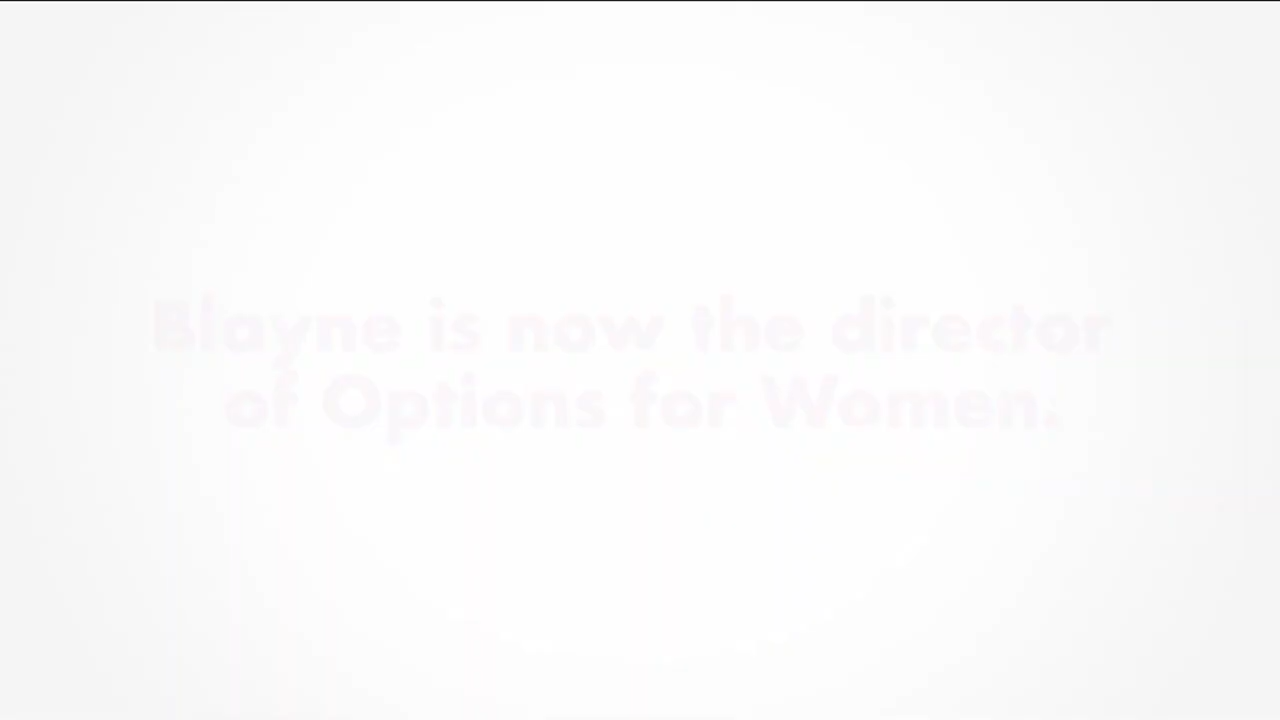 Blayne is now the director
of Options for Women.